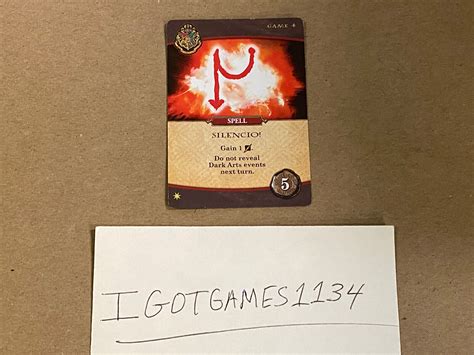 GAME 4
SPELL
SILENCIO!
Gain 1
Do not reveal
Dark Arts events
next turn.
5
IGOTGAMES1134